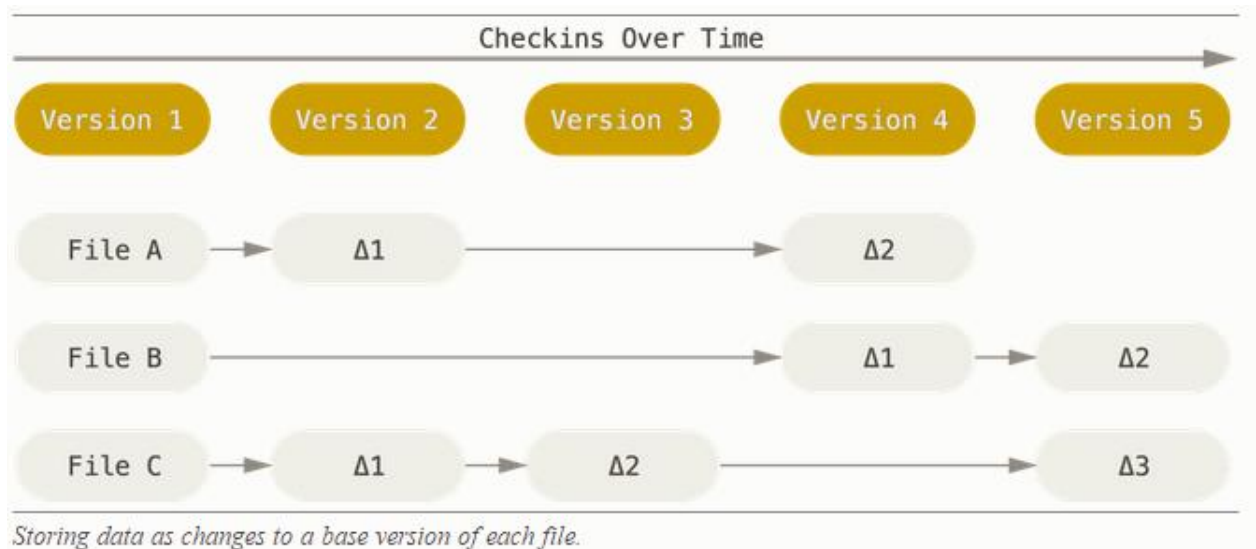 Checkins Over Time
Version 1 Version 2 Version 3 Version 4 Version 5
File A Δ1 Δ2
File B Δ1 Δ2
File C Δ1 Δ2 Δ3
Storing data as changes to a base version of each file.